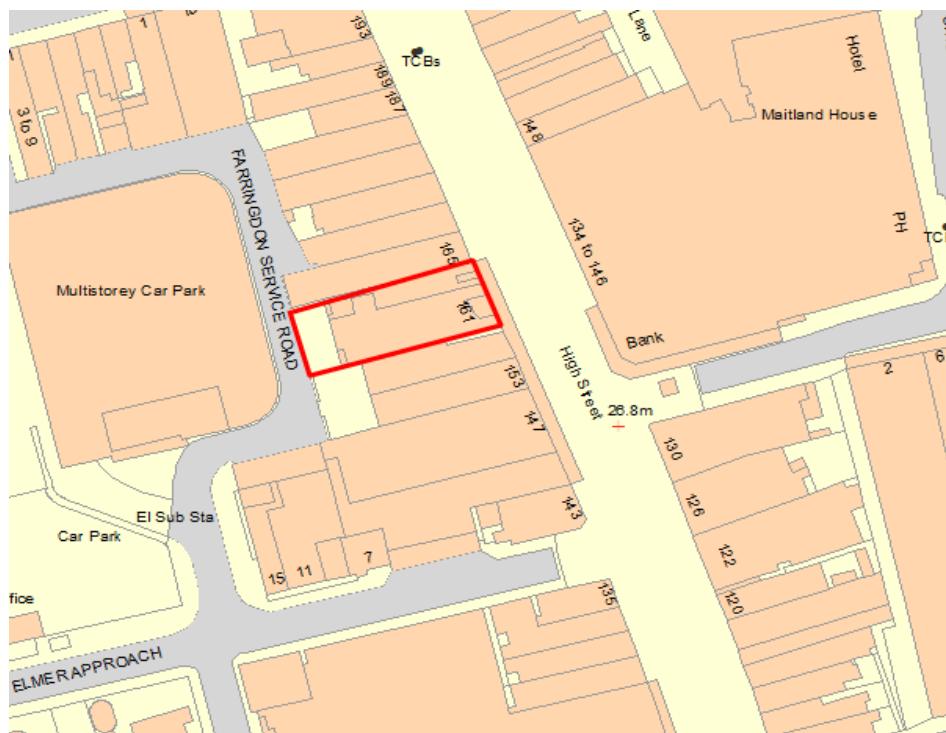 1
193
Lane
Hotel
TCBs
189
187
3 to 9
148
Maitland House
FARRINGDON SERVICE ROAD
134 to 146
PH
165
Multistorey Car Park
161
Bank
High Street
153
2
6
26.8m
147
130
143
126
El Sub Sta
Car Park
122
7
15
11
120
135
ELMER APPROACH